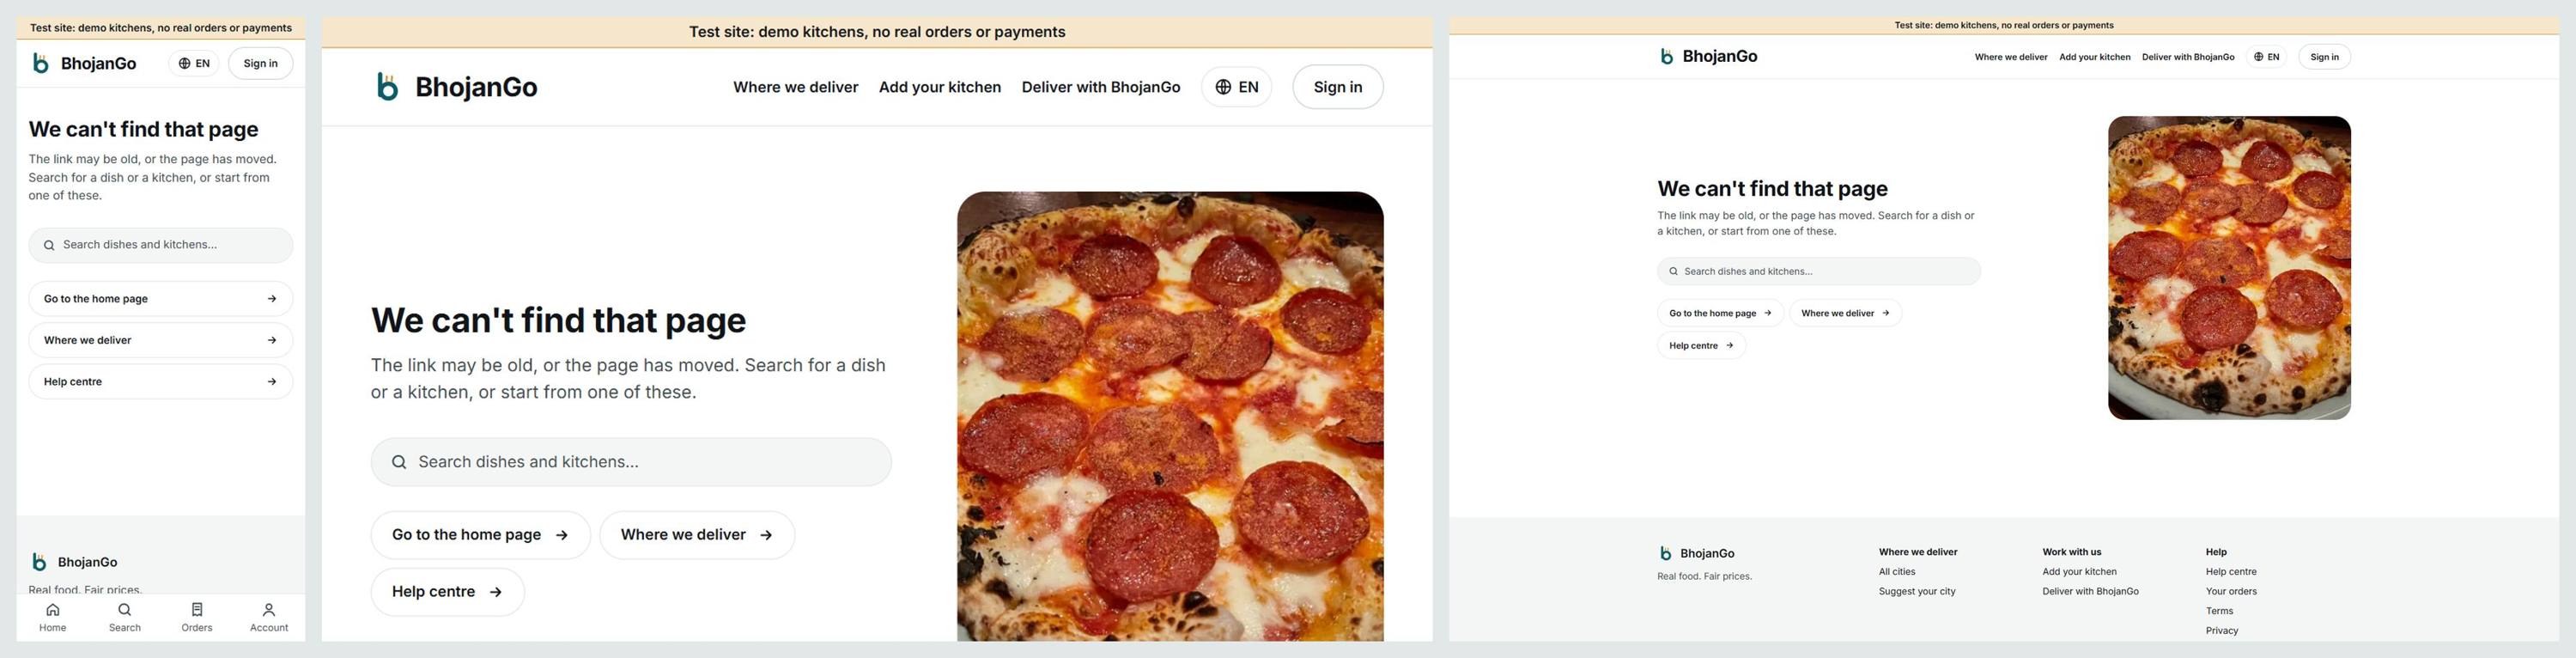 Test site: demo kitchens, no real orders or payments
BhojanGo
EN
Sign in
We can't find that page
The link may be old, or the page has moved.
Search for a dish or a kitchen, or start from
one of these.
Search dishes and kitchens...
Go to the home page
Where we deliver
Help centre
BhojanGo
Real food. Fair prices.
Home
Search
Orders
Account
Test site: demo kitchens, no real orders or payments
BhojanGo
Where we deliver
Add your kitchen
Deliver with BhojanGo
EN
Sign in
We can't find that page
The link may be old, or the page has moved. Search for a dish
or a kitchen, or start from one of these.
Search dishes and kitchens...
Go to the home page
Where we deliver
Help centre
Test site: demo kitchens, no real orders or payments
BhojanGo
Where we deliver
Add your kitchen
Deliver with BhojanGo
EN
Sign in
We can't find that page
The link may be old, or the page has moved. Search for a dish or
a kitchen, or start from one of these.
Search dishes and kitchens...
Go to the home page
Where we deliver
Help centre
BhojanGo
Real food. Fair prices.
Where we deliver
All cities
Suggest your city
Work with us
Add your kitchen
Deliver with BhojanGo
Help
Help centre
Your orders
Terms
Privacy